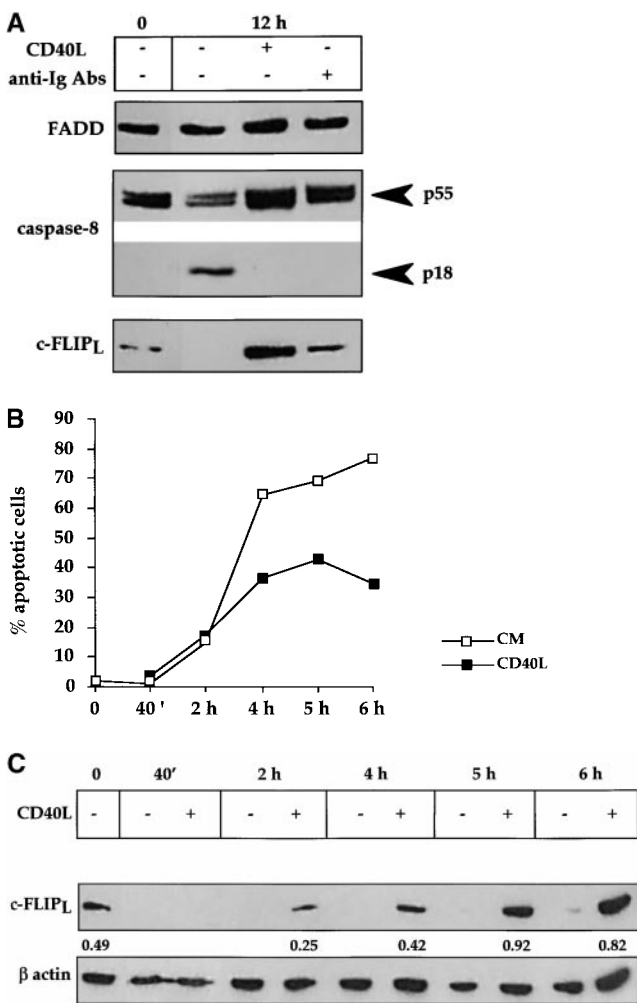 A
0 12 h
CD40L - - + -
anti-Ig Abs - - - +
FADD
caspase-8
p55
p18
c-FLIPL
B
90
80
70
60
50
40
30
20
10
0
% apoptotic cells
0 40 ' 2 h 4 h 5 h 6 h
CM
CD40L
C
0 40′ 2 h 4 h 5 h 6 h
CD40L - - + - + - + - + - +
c-FLIPL
0.49 0.25 0.42 0.92 0.82
β actin